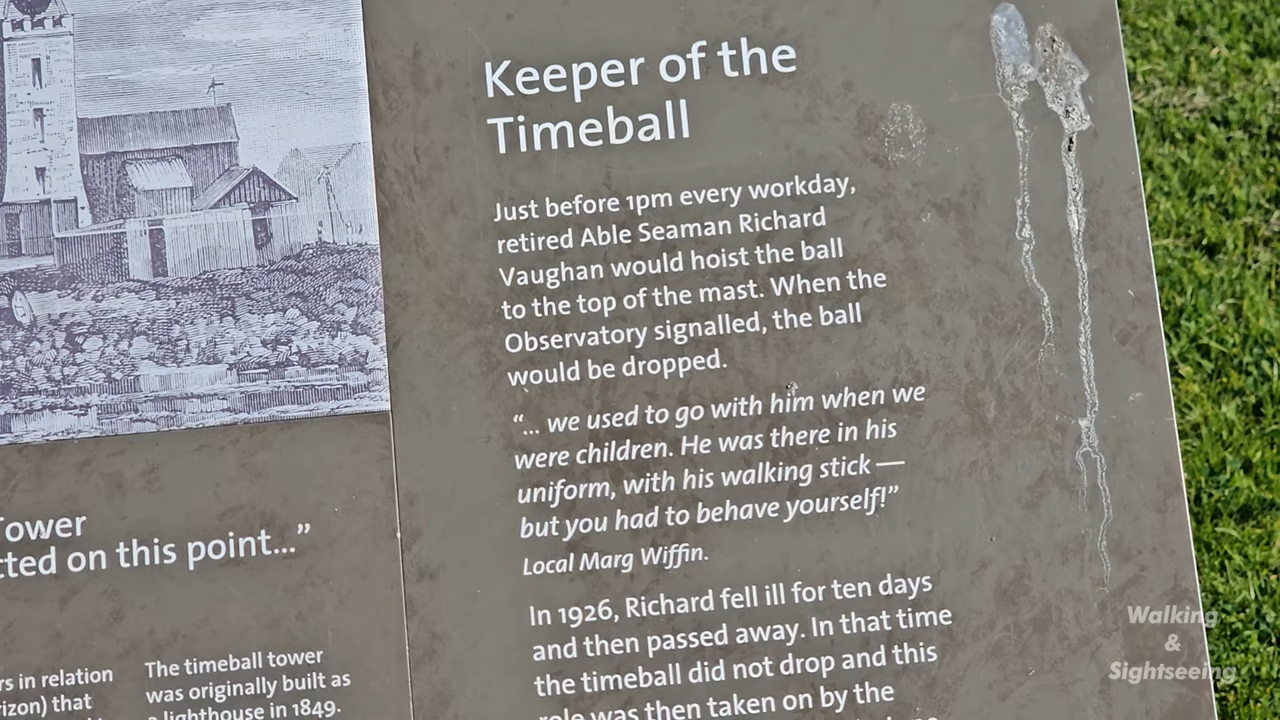 Keeper of the
Timeball
Just before 1pm every workday,
retired Able Seaman Richard
Vaughan would hoist the ball
to the top of the mast. When the
Observatory signalled, the ball
would be dropped.
“... we used to go with him when we
were children. He was there in his
uniform, with his walking stick —
but you had to behave yourself!”
Local Marg Wiffin.
In 1926, Richard fell ill for ten days
and then passed away. In that time
the timeball did not drop and this
role was then taken on by the
Tower
on this point...”
in relation
that
The timeball tower
was originally built as
a lighthouse in 1849.
Walking
&
Sightseeing